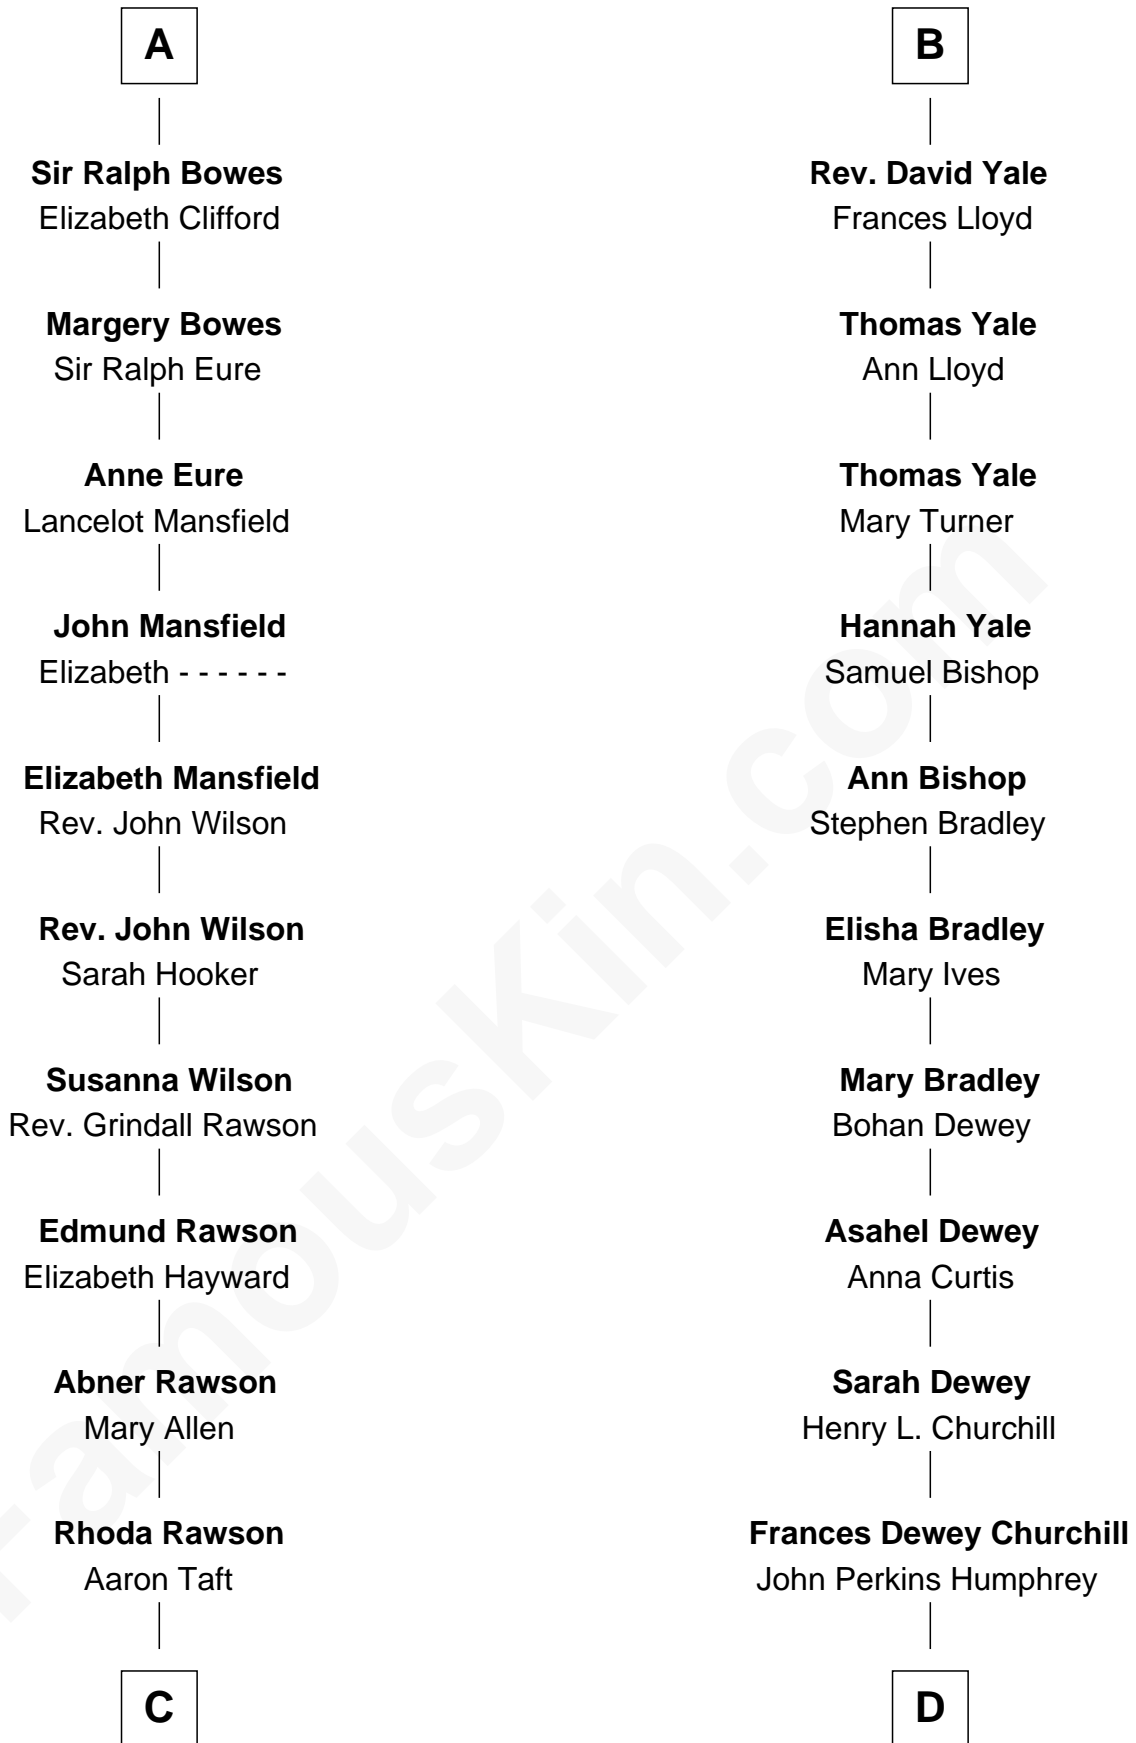 A
Sir Ralph Bowes
Elizabeth Clifford
Margery Bowes
Sir Ralph Eure
Anne Eure
Lancelot Mansfield
John Mansfield
Elizabeth - - - - - -
Elizabeth Mansfield
Rev. John Wilson
Rev. John Wilson
Sarah Hooker
Susanna Wilson
Rev. Grindall Rawson
Edmund Rawson
Elizabeth Hayward
Abner Rawson
Mary Allen
Rhoda Rawson
Aaron Taft
C
B
Rev. David Yale
Frances Lloyd
Thomas Yale
Ann Lloyd
Thomas Yale
Mary Turner
Hannah Yale
Samuel Bishop
Ann Bishop
Stephen Bradley
Elisha Bradley
Mary Ives
Mary Bradley
Bohan Dewey
Asahel Dewey
Anna Curtis
Sarah Dewey
Henry L. Churchill
Frances Dewey Churchill
John Perkins Humphrey
D
FamousKin.com